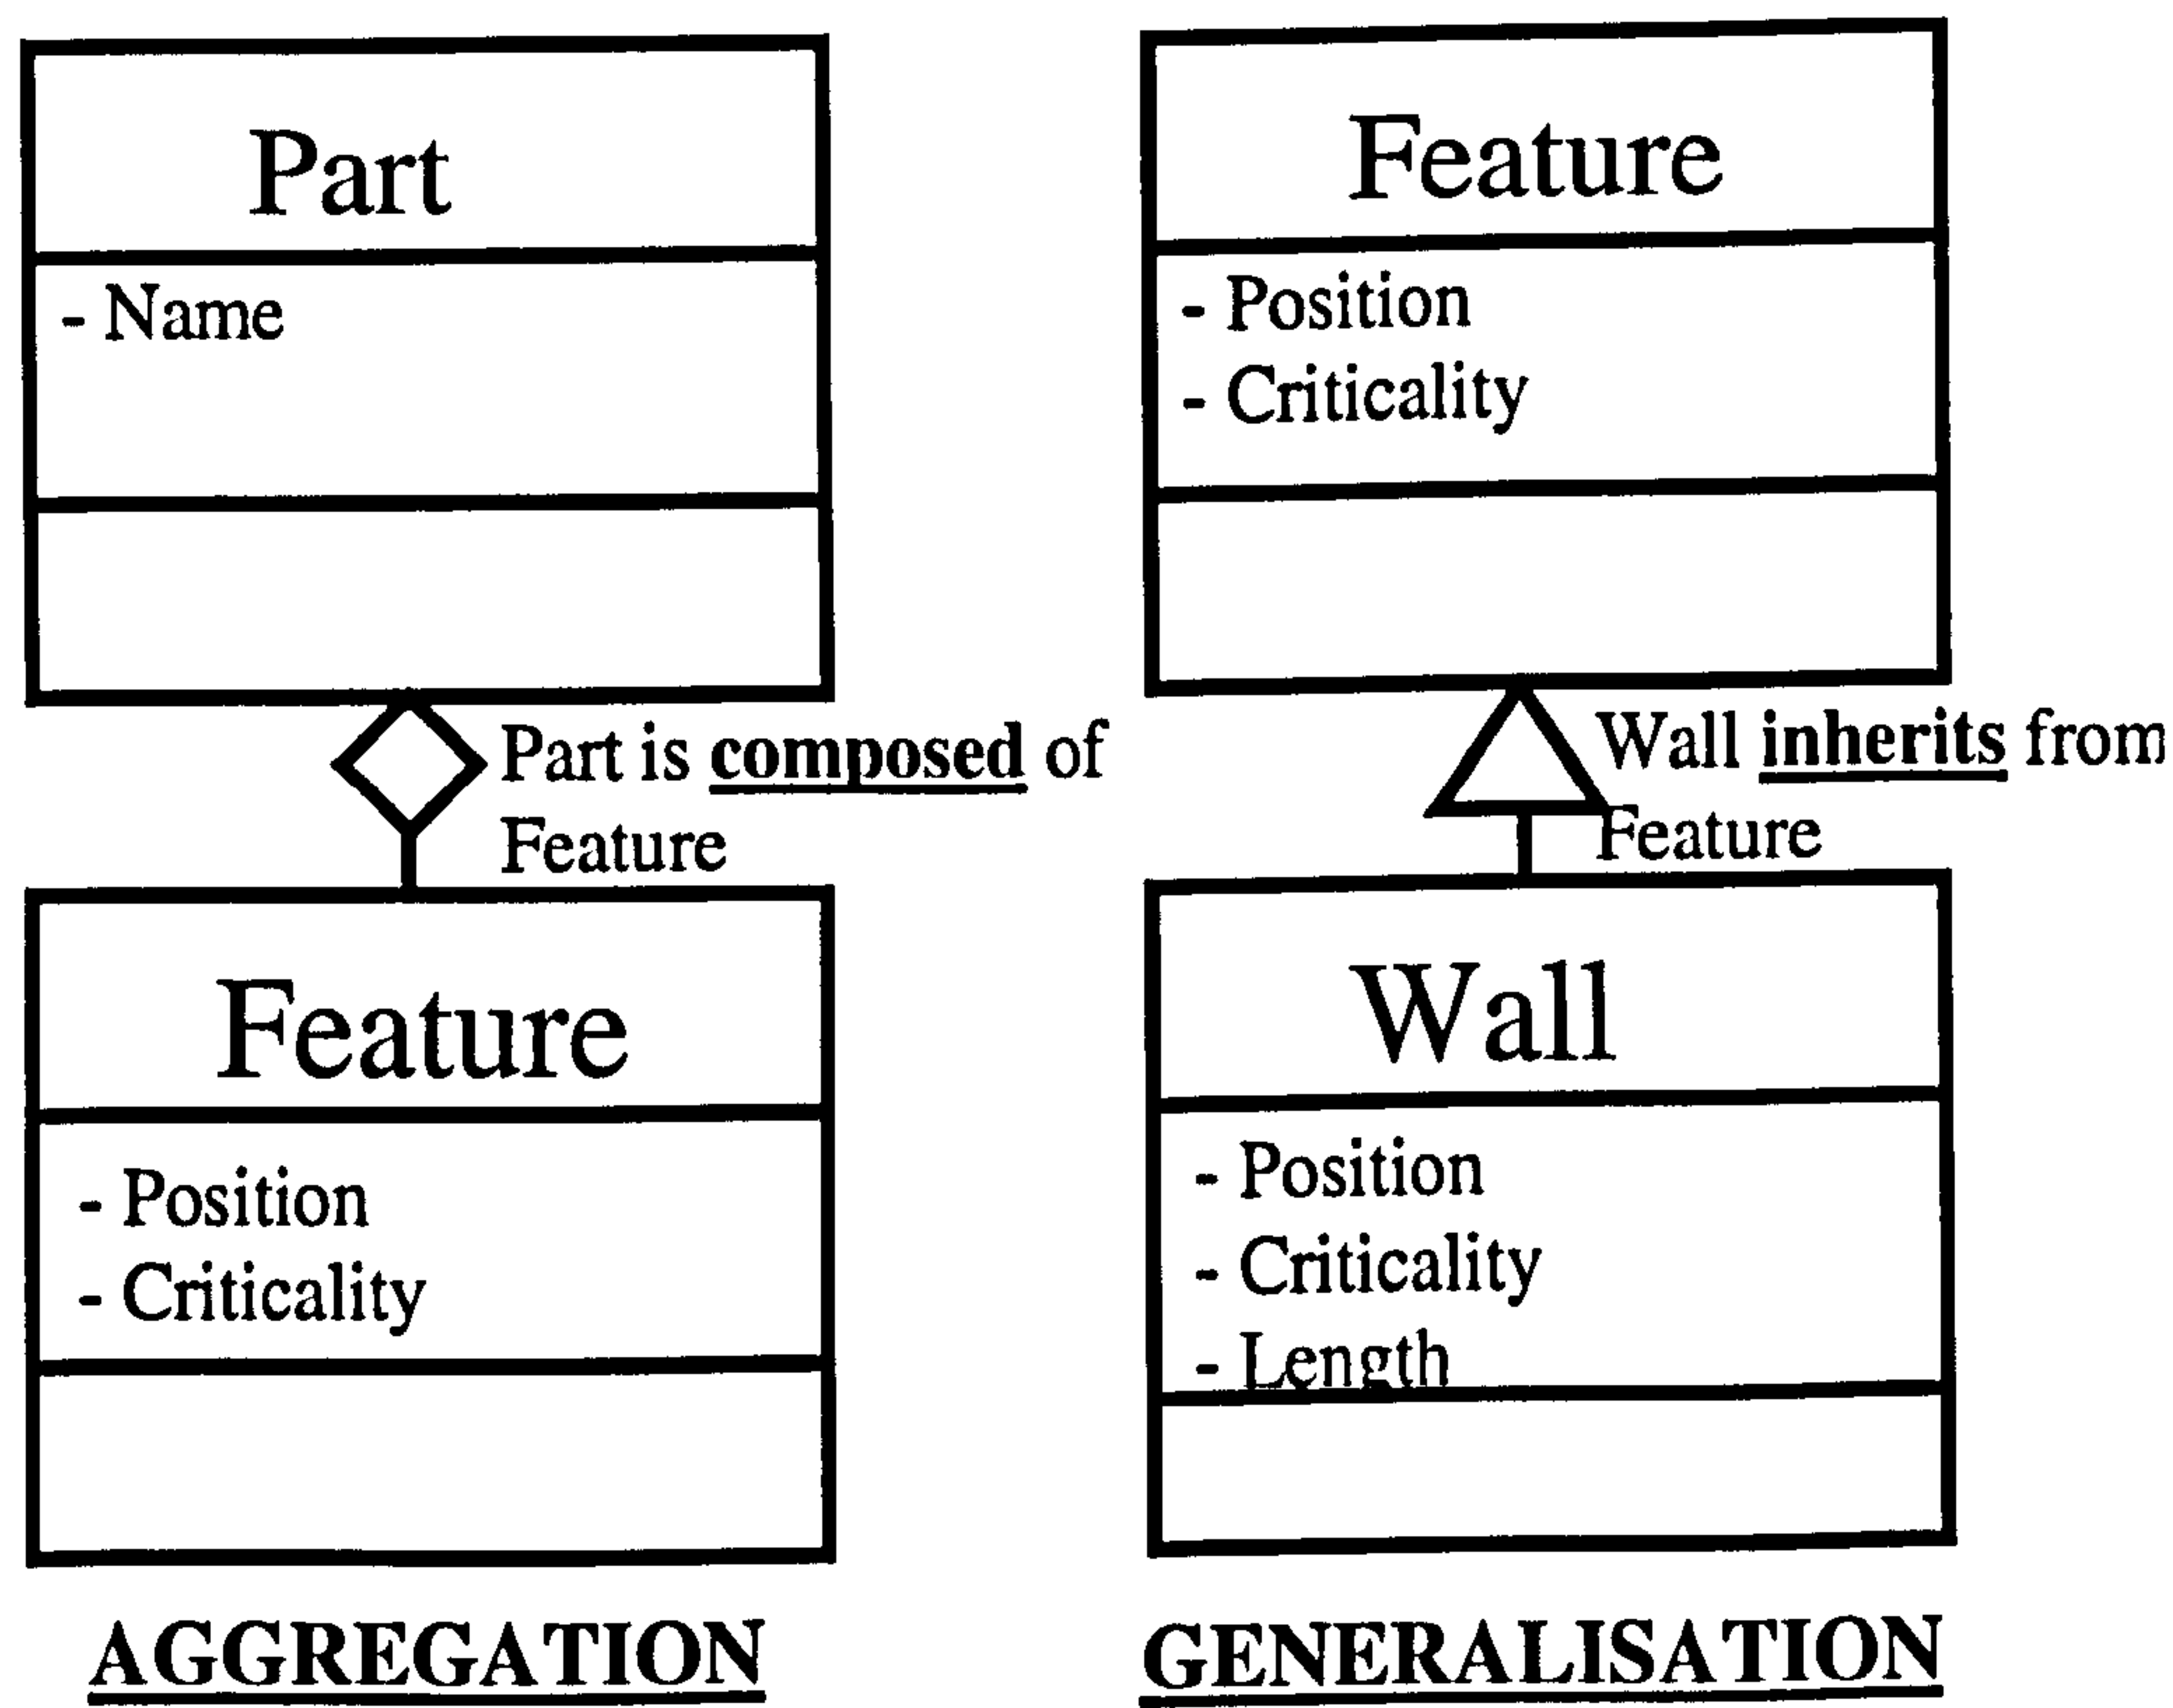 Part
- Name
Part is composed of
Feature
Feature
- Position
- Criticality
AGGREGATION
Feature
- Position
- Criticality
Wall inherits from
Feature
Wall
- Position
- Criticality
- Length
GENERALISATION